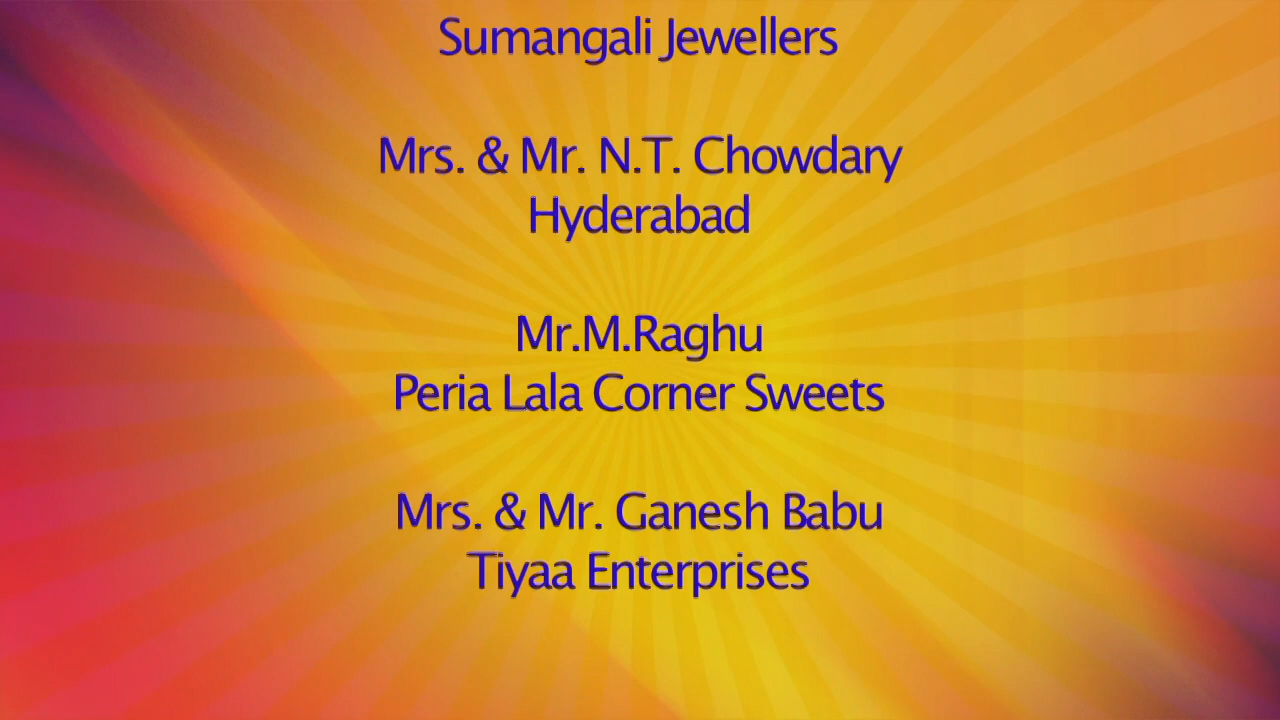 Sumangali Jewellers
Mrs. & Mr. N.T. Chowdary
Hyderabad
Mr.M.Raghu
Peria Lala Corner Sweets
Mrs. & Mr. Ganesh Babu
Tiyaa Enterprises